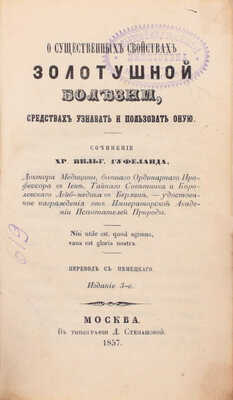 О СУЩЕСТВЕННЫХЪ СВОЙСТВАХЪ
ЗОЛОТУШНОЙ
БОЛѢЗНИ,
СРЕДСТВАХЪ УЗНАВАТЬ И ПОЛЬЗОВАТЬ ОНУЮ.
СОЧИНЕНІЕ
ХР. ВИЛЬГ. ГУФЕЛАНДА,
Доктора Медицины, бывшаго Ординарнаго Про-
фессора въ Іенѣ, Тайнаго Совѣтника и Коро-
левскаго Лейб-медика въ Берлинѣ, — удостоен-
ное награжденія отъ Императорской Акаде-
міи Испытателей Природы.
Nisi utile est, quod agimus,
vana est gloria nostra.
ПЕРЕВОДЪ СЪ НѢМЕЦКАГО.
Изданіе 3-е.
МОСКВА.
Въ типографіи Д. Степановой.
1857.